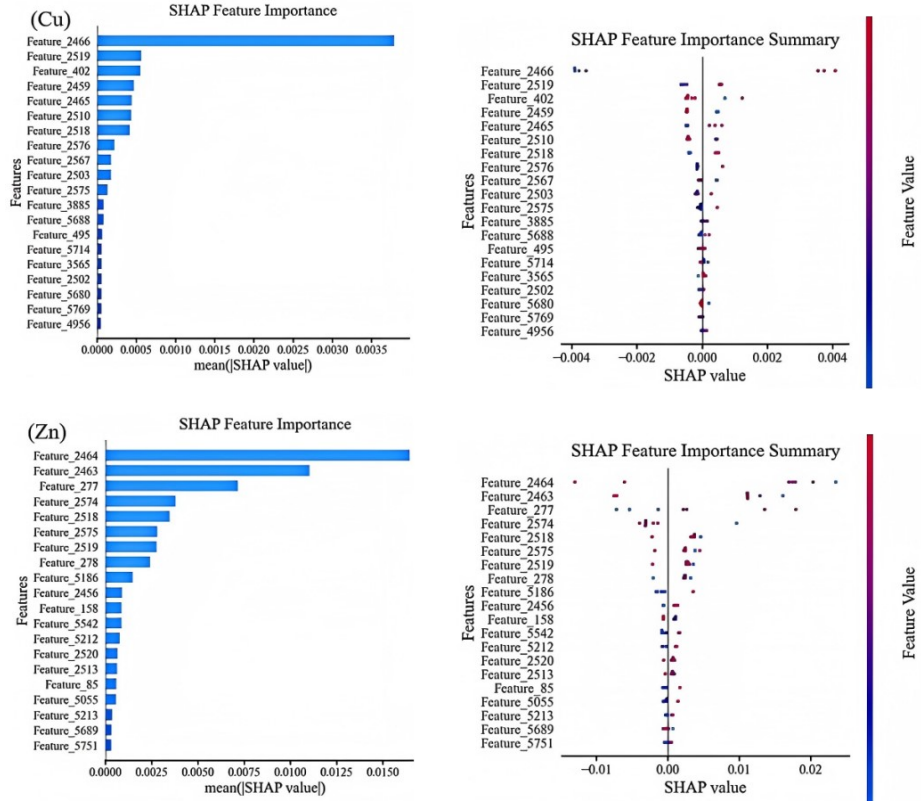 (Cu)
SHAP Feature Importance
Features
Feature_2466
Feature_2519
Feature_402
Feature_2459
Feature_2465
Feature_2510
Feature_2518
Feature_2576
Feature_2567
Feature_2503
Feature_2575
Feature_3885
Feature_5688
Feature_495
Feature_5714
Feature_3565
Feature_2502
Feature_5680
Feature_5769
Feature_4956
0.0000 0.0005 0.0010 0.0015 0.0020 0.0025 0.0030 0.0035
mean(|SHAP value|)
SHAP Feature Importance Summary
Features
Feature_2466
Feature_2519
Feature_402
Feature_2459
Feature_2465
Feature_2510
Feature_2518
Feature_2576
Feature_2567
Feature_2503
Feature_2575
Feature_3885
Feature_5688
Feature_495
Feature_5714
Feature_3565
Feature_2502
Feature_5680
Feature_5769
Feature_4956
−0.004 −0.002 0.000 0.002 0.004
SHAP value
Feature Value
(Zn)
SHAP Feature Importance
Features
Feature_2464
Feature_2463
Feature_277
Feature_2574
Feature_2518
Feature_2575
Feature_2519
Feature_278
Feature_5186
Feature_2456
Feature_158
Feature_5542
Feature_5212
Feature_2520
Feature_2513
Feature_85
Feature_5055
Feature_5213
Feature_5689
Feature_5751
0.0000 0.0025 0.0050 0.0075 0.0100 0.0125 0.0150
mean(|SHAP value|)
SHAP Feature Importance Summary
Features
Feature_2464
Feature_2463
Feature_277
Feature_2574
Feature_2518
Feature_2575
Feature_2519
Feature_278
Feature_5186
Feature_2456
Feature_158
Feature_5542
Feature_5212
Feature_2520
Feature_2513
Feature_85
Feature_5055
Feature_5213
Feature_5689
Feature_5751
−0.01 0.00 0.01 0.02
SHAP value
Feature Value